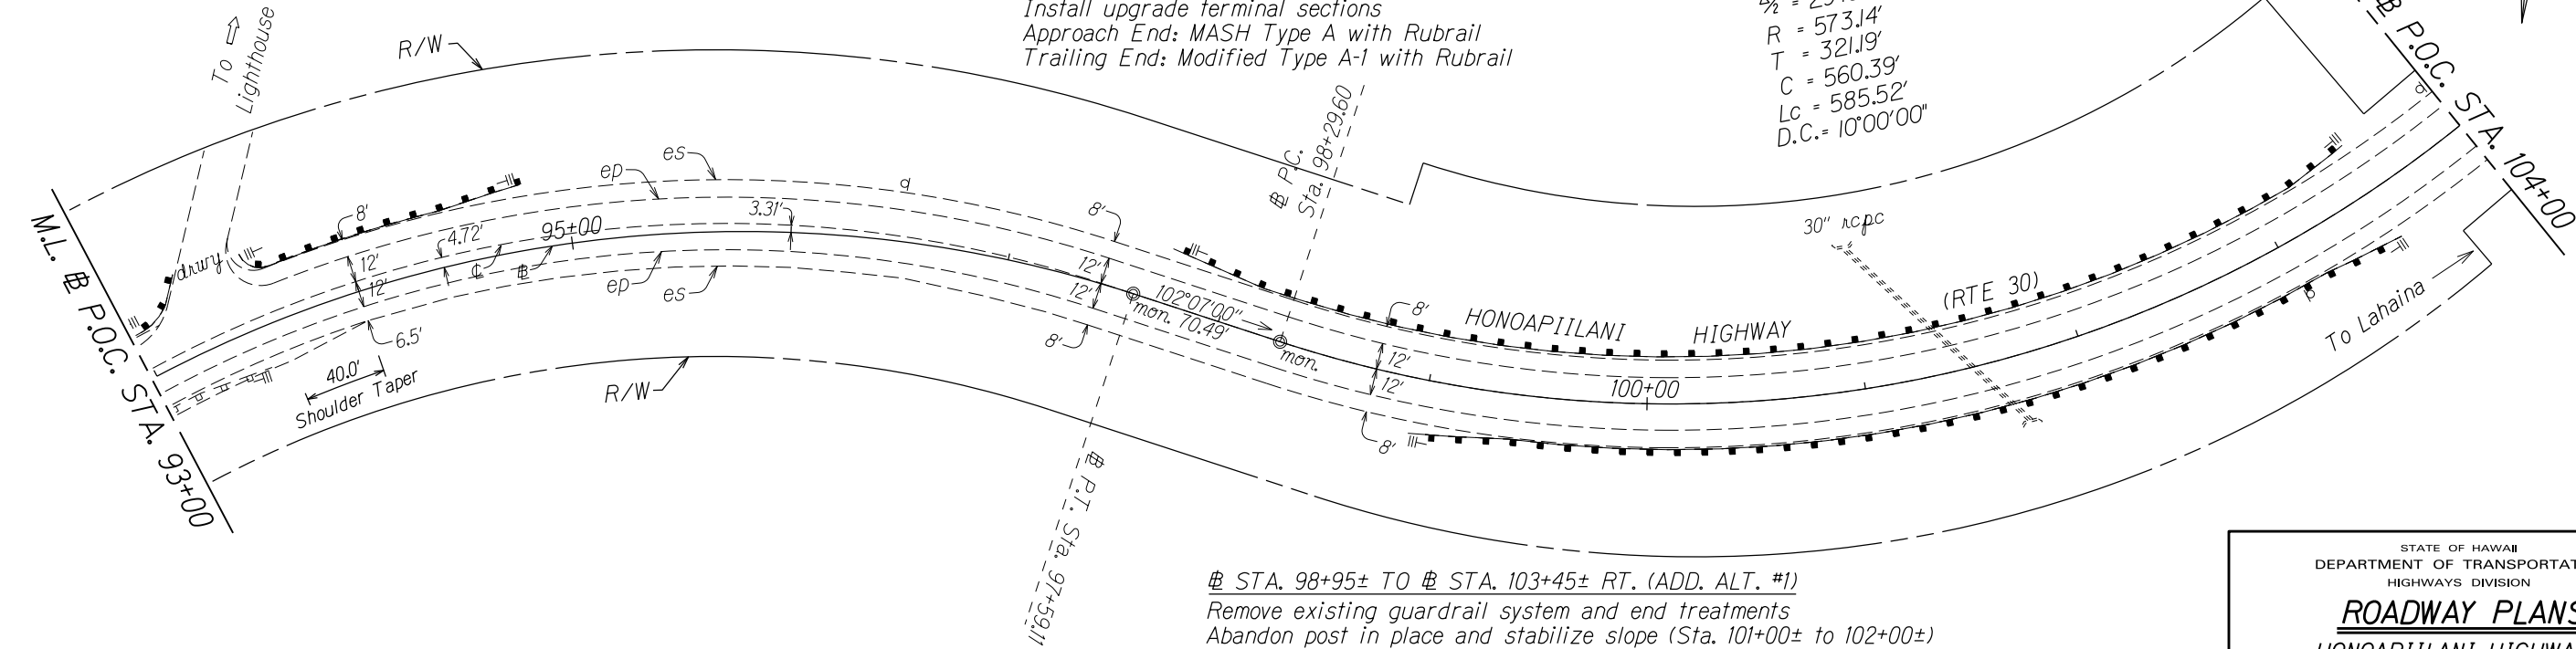 To ⇨
Lighthouse
R/W
Install upgrade terminal sections
Approach End: MASH Type A with Rubrail
Trailing End: Modified Type A-1 with Rubrail
R = 573.14'
T = 321.19'
C = 560.39'
Lc = 585.52'
D.C.= 10°00'00"
℔ P.O.C. STA. 104+00
M.L. ℔ P.O.C. STA. 93+00
drwy
8'
12'
12'
4.72'
℄
℔
95+00
ep
es
3.31'
ep
es
d
8'
12'
12'
8'
6.5'
40.0'
Shoulder Taper
R/W
102°07'00"
mon. 70.49'
mon.
℔ P.C.
Sta. 98+29.60
℔ P.T. Sta. 97+59.11
8'
12'
12'
8'
HONOAPIILANI HIGHWAY (RTE 30)
100+00
30" rcpc
d
To Lahaina
℔ STA. 98+95± TO ℔ STA. 103+45± RT. (ADD. ALT. #1)
Remove existing guardrail system and end treatments
Abandon post in place and stabilize slope (Sta. 101+00± to 102+00±)
STATE OF HAWAII
DEPARTMENT OF TRANSPORTAT
HIGHWAYS DIVISION
ROADWAY PLANS